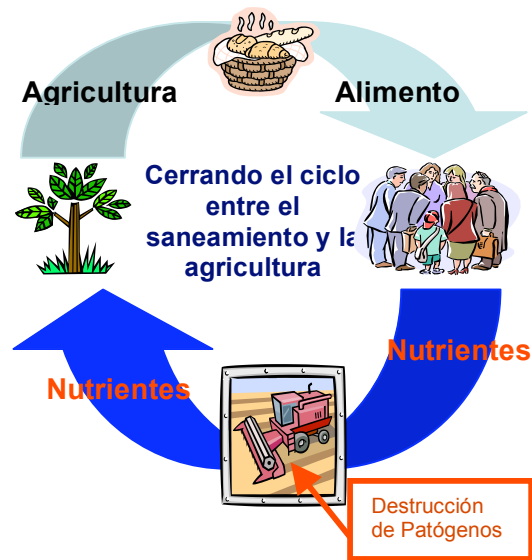 Agricultura
Alimento
Cerrando el ciclo
entre el
saneamiento y la
agricultura
Nutrientes
Nutrientes
Destrucción
de Patógenos